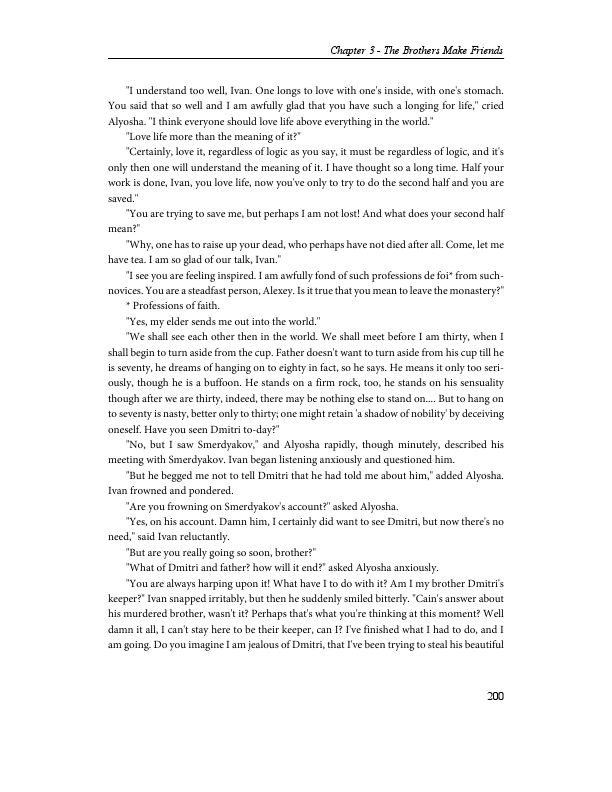 Chapter 3 - The Brothers Make Friends
"I understand too well, Ivan. One longs to love with one's inside, with one's stomach.
You said that so well and I am awfully glad that you have such a longing for life," cried
Alyosha. "I think everyone should love life above everything in the world."
"Love life more than the meaning of it?"
"Certainly, love it, regardless of logic as you say, it must be regardless of logic, and it's
only then one will understand the meaning of it. I have thought so a long time. Half your
work is done, Ivan, you love life, now you've only to try to do the second half and you are
saved."
"You are trying to save me, but perhaps I am not lost! And what does your second half
mean?"
"Why, one has to raise up your dead, who perhaps have not died after all. Come, let me
have tea. I am so glad of our talk, Ivan."
"I see you are feeling inspired. I am awfully fond of such professions de foi* from such-
novices. You are a steadfast person, Alexey. Is it true that you mean to leave the monastery?"
* Professions of faith.
"Yes, my elder sends me out into the world."
"We shall see each other then in the world. We shall meet before I am thirty, when I
shall begin to turn aside from the cup. Father doesn't want to turn aside from his cup till he
is seventy, he dreams of hanging on to eighty in fact, so he says. He means it only too seri-
ously, though he is a buffoon. He stands on a firm rock, too, he stands on his sensuality
though after we are thirty, indeed, there may be nothing else to stand on.... But to hang on
to seventy is nasty, better only to thirty; one might retain 'a shadow of nobility' by deceiving
oneself. Have you seen Dmitri to-day?"
"No, but I saw Smerdyakov," and Alyosha rapidly, though minutely, described his
meeting with Smerdyakov. Ivan began listening anxiously and questioned him.
"But he begged me not to tell Dmitri that he had told me about him," added Alyosha.
Ivan frowned and pondered.
"Are you frowning on Smerdyakov's account?" asked Alyosha.
"Yes, on his account. Damn him, I certainly did want to see Dmitri, but now there's no
need," said Ivan reluctantly.
"But are you really going so soon, brother?"
"What of Dmitri and father? how will it end?" asked Alyosha anxiously.
"You are always harping upon it! What have I to do with it? Am I my brother Dmitri's
keeper?" Ivan snapped irritably, but then he suddenly smiled bitterly. "Cain's answer about
his murdered brother, wasn't it? Perhaps that's what you're thinking at this moment? Well
damn it all, I can't stay here to be their keeper, can I? I've finished what I had to do, and I
am going. Do you imagine I am jealous of Dmitri, that I've been trying to steal his beautiful
200